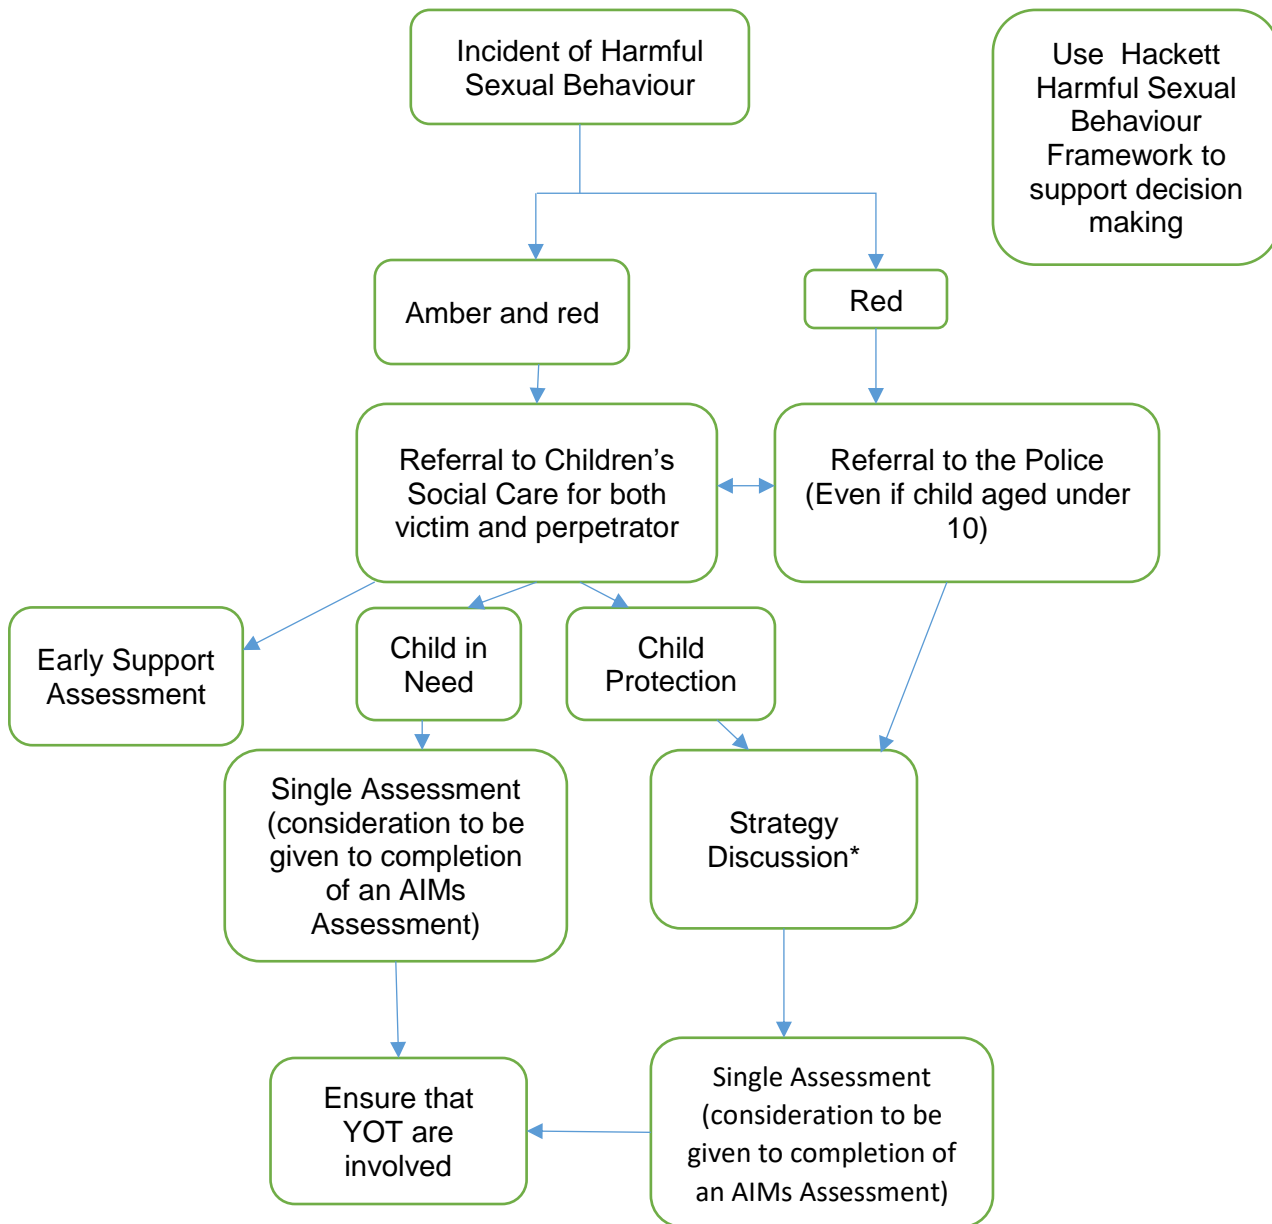 Incident of Harmful
Sexual Behaviour
Use Hackett
Harmful Sexual
Behaviour
Framework to
support decision
making
Amber and red
Red
Referral to Children’s
Social Care for both
victim and perpetrator
Referral to the Police
(Even if child aged under
10)
Early Support
Assessment
Child in
Need
Child
Protection
Single Assessment
(consideration to be
given to completion
of an AIMs
Assessment)
Strategy
Discussion*
Ensure that
YOT are
involved
Single Assessment
(consideration to be
given to completion of
an AIMs Assessment)